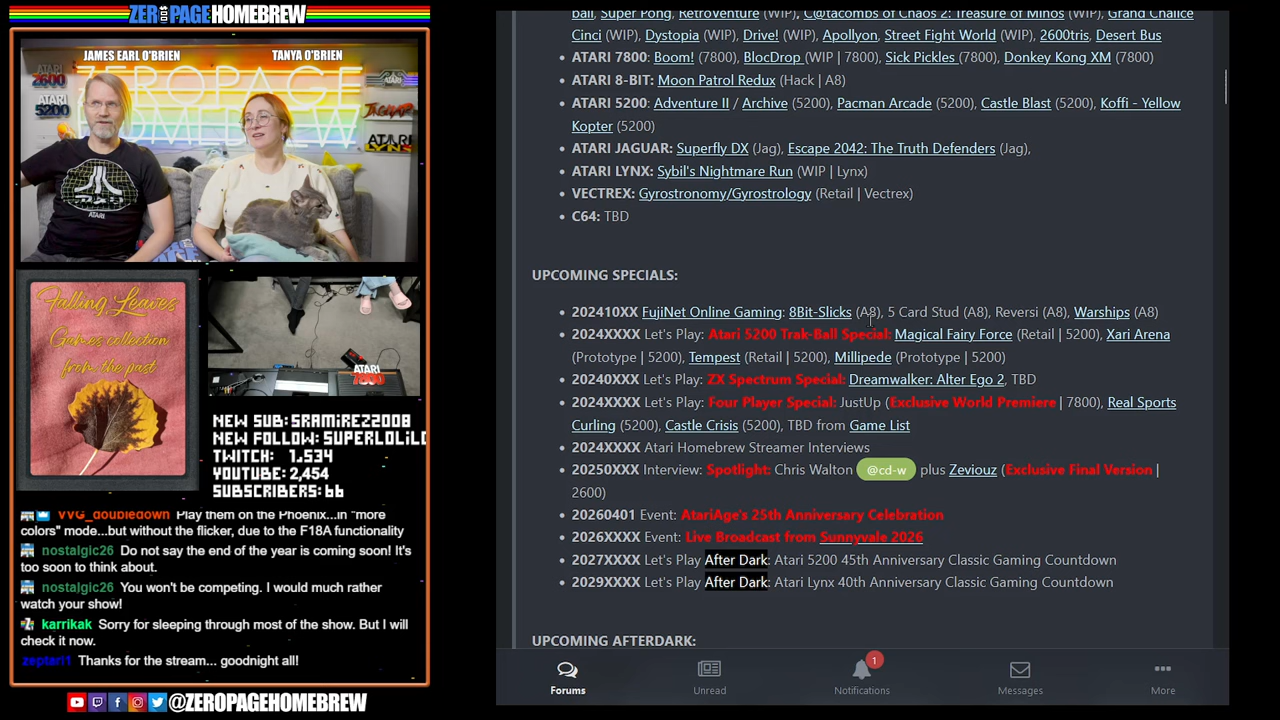 ZEROPAGEHOMEBREW
JAMES EARL O'BRIEN
TANYA O'BRIEN
ATARI
Falling Leaves
Games collection
from the past
ATARI
7800
NEW SUB: SRAMIREZ2008
NEW FOLLOW: SUPERLOLILO
TWITCH: 1,534
YOUTUBE: 2,454
SUBSCRIBERS: 66
VVG_doubledown Play them on the Phoenix...in "more
colors" mode...but without the flicker, due to the F18A functionality
nostalgic26 Do not say the end of the year is coming soon! It's
too soon to think about.
nostalgic26 You won't be competing. I would much rather
watch your show!
karrikak Sorry for sleeping through most of the show. But I will
check it now.
zaptari1 Thanks for the stream... goodnight all!
@ZEROPAGEHOMEBREW
ball, Super Pong, RetroVenture (WIP), C@tacombs of Chaos 2: Treasure of Minos (WIP), Grand Chalice
Cinci (WIP), Dystopia (WIP), Drive! (WIP), Apollyon, Street Fight World (WIP), 2600tris, Desert Bus
• ATARI 7800: Boom! (7800), BlocDrop (WIP | 7800), Sick Pickles (7800), Donkey Kong XM (7800)
• ATARI 8-BIT: Moon Patrol Redux (Hack | A8)
• ATARI 5200: Adventure II / Archive (5200), Pacman Arcade (5200), Castle Blast (5200), Koffi - Yellow
Kopter (5200)
• ATARI JAGUAR: Superfly DX (Jag), Escape 2042: The Truth Defenders (Jag),
• ATARI LYNX: Sybil's Nightmare Run (WIP | Lynx)
• VECTREX: Gyrostronomy/Gyrostrology (Retail | Vectrex)
• C64: TBD
UPCOMING SPECIALS:
• 202410XX FujiNet Online Gaming: 8Bit-Slicks (A8), 5 Card Stud (A8), Reversi (A8), Warships (A8)
• 2024XXXX Let's Play: Atari 5200 Trak-Ball Special: Magical Fairy Force (Retail | 5200), Xari Arena
(Prototype | 5200), Tempest (Retail | 5200), Millipede (Prototype | 5200)
• 20240XXX Let's Play: ZX Spectrum Special: Dreamwalker: Alter Ego 2, TBD
• 2024XXXX Let's Play: Four Player Special: JustUp (Exclusive World Premiere | 7800), Real Sports
Curling (5200), Castle Crisis (5200), TBD from Game List
• 2024XXXX Atari Homebrew Streamer Interviews
• 20250XXX Interview: Spotlight: Chris Walton @cd-w plus Zeviouz (Exclusive Final Version |
2600)
• 20260401 Event: AtariAge's 25th Anniversary Celebration
• 2026XXXX Event: Live Broadcast from Sunnyvale 2026
• 2027XXXX Let's Play After Dark: Atari 5200 45th Anniversary Classic Gaming Countdown
• 2029XXXX Let's Play After Dark: Atari Lynx 40th Anniversary Classic Gaming Countdown
UPCOMING AFTERDARK:
Forums
Unread
1
Notifications
Messages
More